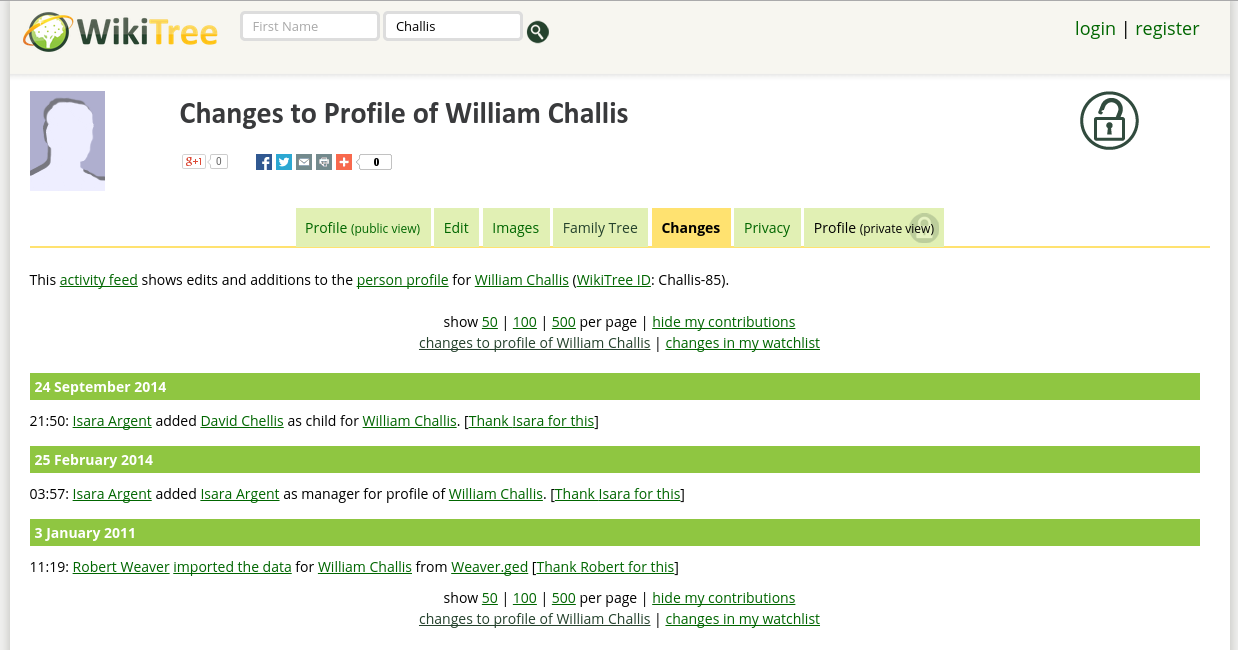 WikiTree First Name Challis login | register
Changes to Profile of William Challis
g+1 0 0
Profile (public view) Edit Images Family Tree Changes Privacy Profile (private view)
This activity feed shows edits and additions to the person profile for William Challis (WikiTree ID: Challis-85).
show 50 | 100 | 500 per page | hide my contributions
changes to profile of William Challis | changes in my watchlist
24 September 2014
21:50: Isara Argent added David Chellis as child for William Challis. [Thank Isara for this]
25 February 2014
03:57: Isara Argent added Isara Argent as manager for profile of William Challis. [Thank Isara for this]
3 January 2011
11:19: Robert Weaver imported the data for William Challis from Weaver.ged [Thank Robert for this]
show 50 | 100 | 500 per page | hide my contributions
changes to profile of William Challis | changes in my watchlist